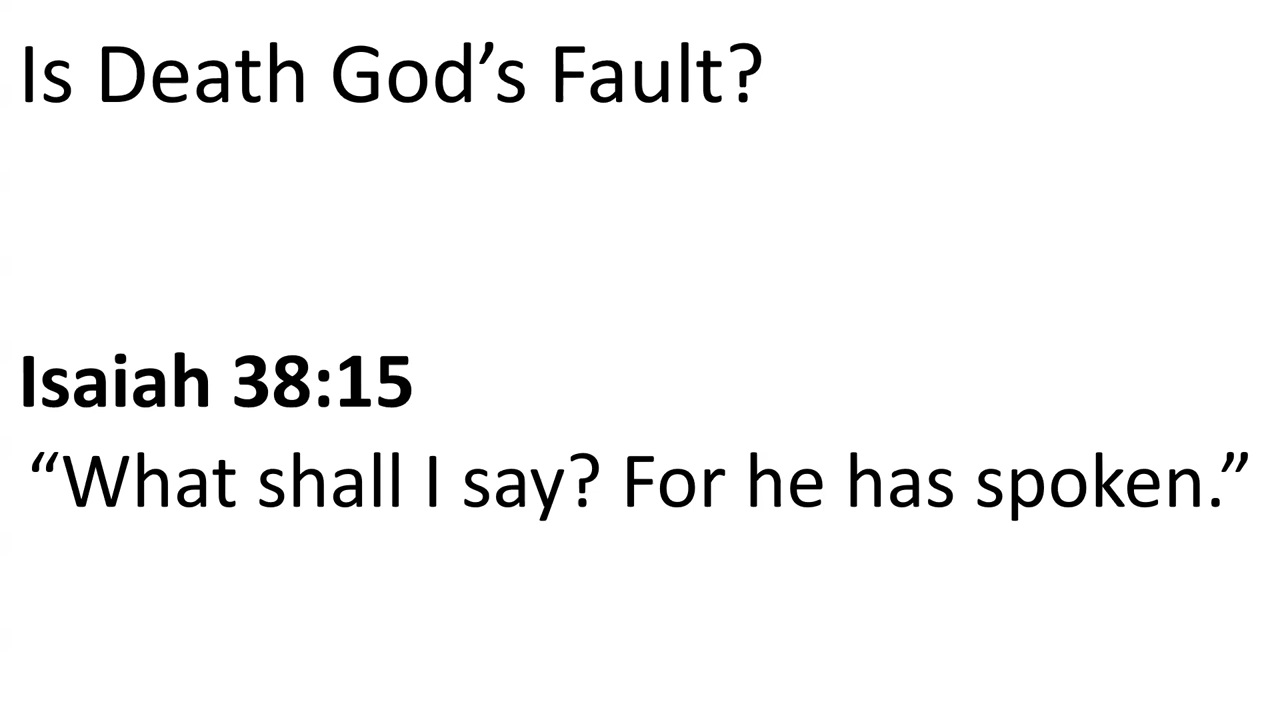 Is Death God’s Fault?
Isaiah 38:15
“What shall I say? For he has spoken.”